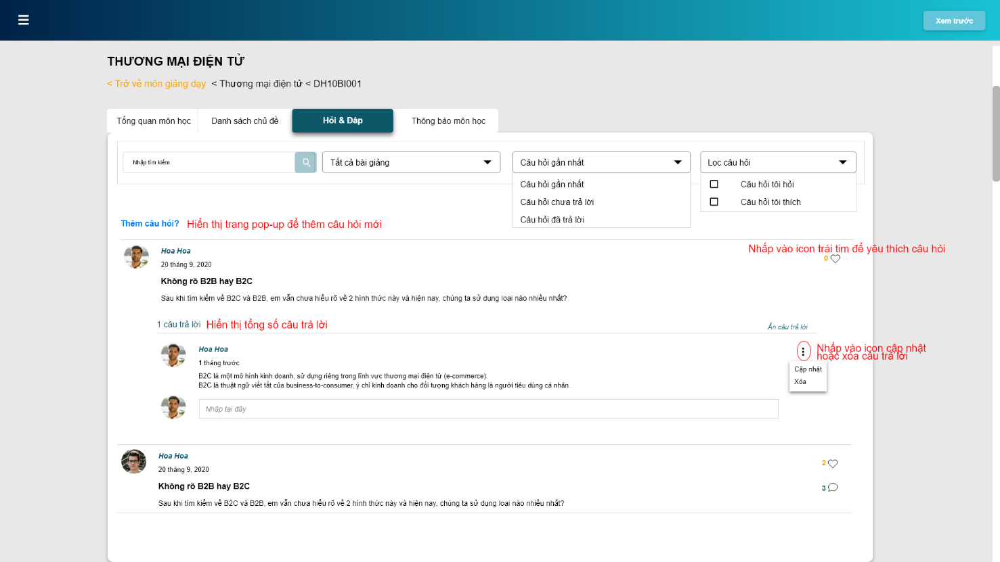 Xem trước
THƯƠNG MẠI ĐIỆN TỬ
< Trở về môn giảng dạy < Thương mại điện tử < DH10BI001
Tổng quan môn học
Danh sách chủ đề
Hỏi & Đáp
Thông báo môn học
Nhập tìm kiếm
Tất cả bài giảng
Câu hỏi gần nhất
Lọc câu hỏi
Câu hỏi gần nhất
Câu hỏi chưa trả lời
Câu hỏi đã trả lời
Câu hỏi tôi hỏi
Câu hỏi tôi thích
Thêm câu hỏi? Hiển thị trang pop-up để thêm câu hỏi mới
Hoa Hoa
Nhấp vào icon trái tim để yêu thích câu hỏi
0
20 tháng 9, 2020
Không rõ B2B hay B2C
Sau khi tìm kiếm về B2C và B2B, em vẫn chưa hiểu rõ về 2 hình thức này và hiện nay, chúng ta sử dụng loại nào nhiều nhất?
1 câu trả lời Hiển thị tổng số câu trả lời
Ẩn câu trả lời
Hoa Hoa
1 tháng trước
Nhấp vào icon cập nhật
hoặc xóa câu trả lời
Cập nhật
Xóa
B2C là một mô hình kinh doanh, sử dụng riêng trong lĩnh vực thương mại điện tử (e-commerce).
B2C là thuật ngữ viết tắt của business-to-consumer, ý chỉ kinh doanh cho đối tượng khách hàng là người tiêu dùng cá nhân.
Nhập tại đây
Hoa Hoa
20 tháng 9, 2020
2
Không rõ B2B hay B2C
3
Sau khi tìm kiếm về B2C và B2B, em vẫn chưa hiểu rõ về 2 hình thức này và hiện nay, chúng ta sử dụng loại nào nhiều nhất?